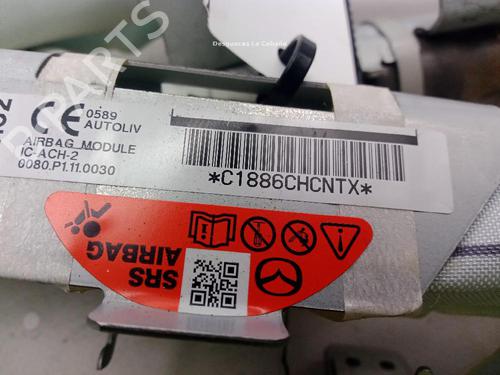 Desguaces La Cabaña
CE 0589
AUTOLIV
AIRBAG MODULE
IC-ACH-2
0080.P1.11.0030
*C1886CHCNTX*
SRS
AIRBAG